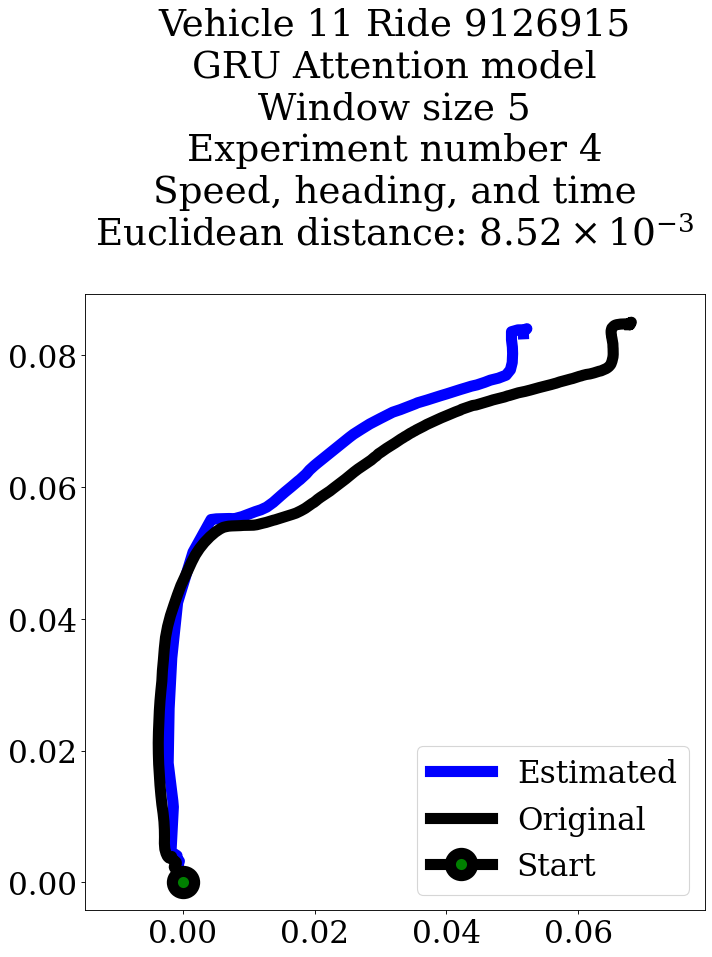 Vehicle 11 Ride 9126915
GRU Attention model
Window size 5
Experiment number 4
Speed, heading, and time
Euclidean distance: 8.52 × 10⁻³
0.08
0.06
0.04
0.02
0.00
Estimated
Original
Start
0.00 0.02 0.04 0.06